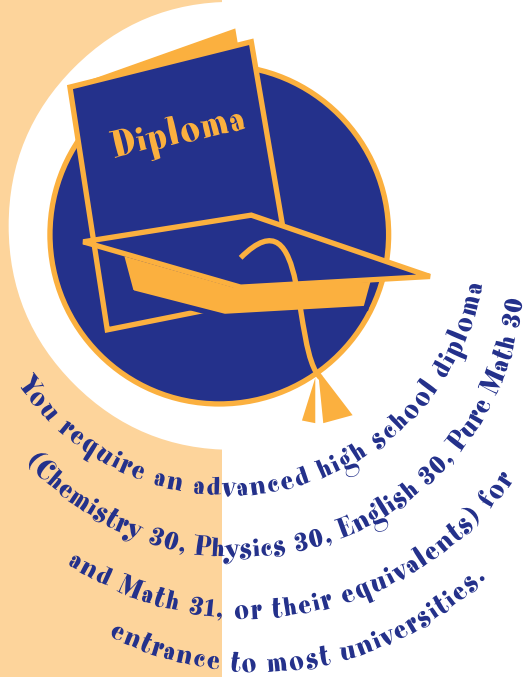 Diploma
You require an advanced high school diploma
(Chemistry 30, Physics 30, English 30, Pure Math 30
and Math 31, or their equivalents) for
entrance to most universities.